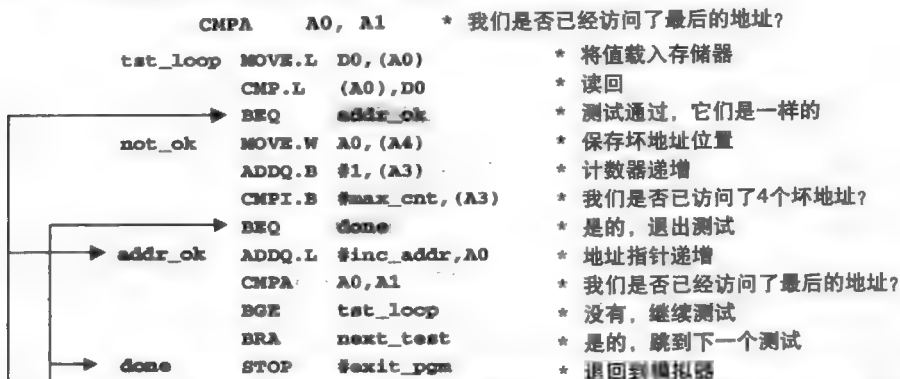 CMPA A0, A1 * 我们是否已经访问了最后的地址?
tst_loop MOVE.L D0,(A0) * 将值载入存储器
CMP.L (A0),D0 * 读回
BEQ addr_ok * 测试通过，它们是一样的
not_ok MOVE.W A0,(A4) * 保存坏地址位置
ADDQ.B #1,(A3) * 计数器递增
CMPI.B #max_cnt,(A3) * 我们是否已访问了4个坏地址?
BEQ done * 是的，退出测试
addr_ok ADDQ.L #inc_addr,A0 * 地址指针递增
CMPA A0,A1 * 我们是否已经访问了最后的地址?
BGE tst_loop * 没有，继续测试
BRA next_test * 是的，跳到下一个测试
done STOP #exit_pgm * 退回到模拟器